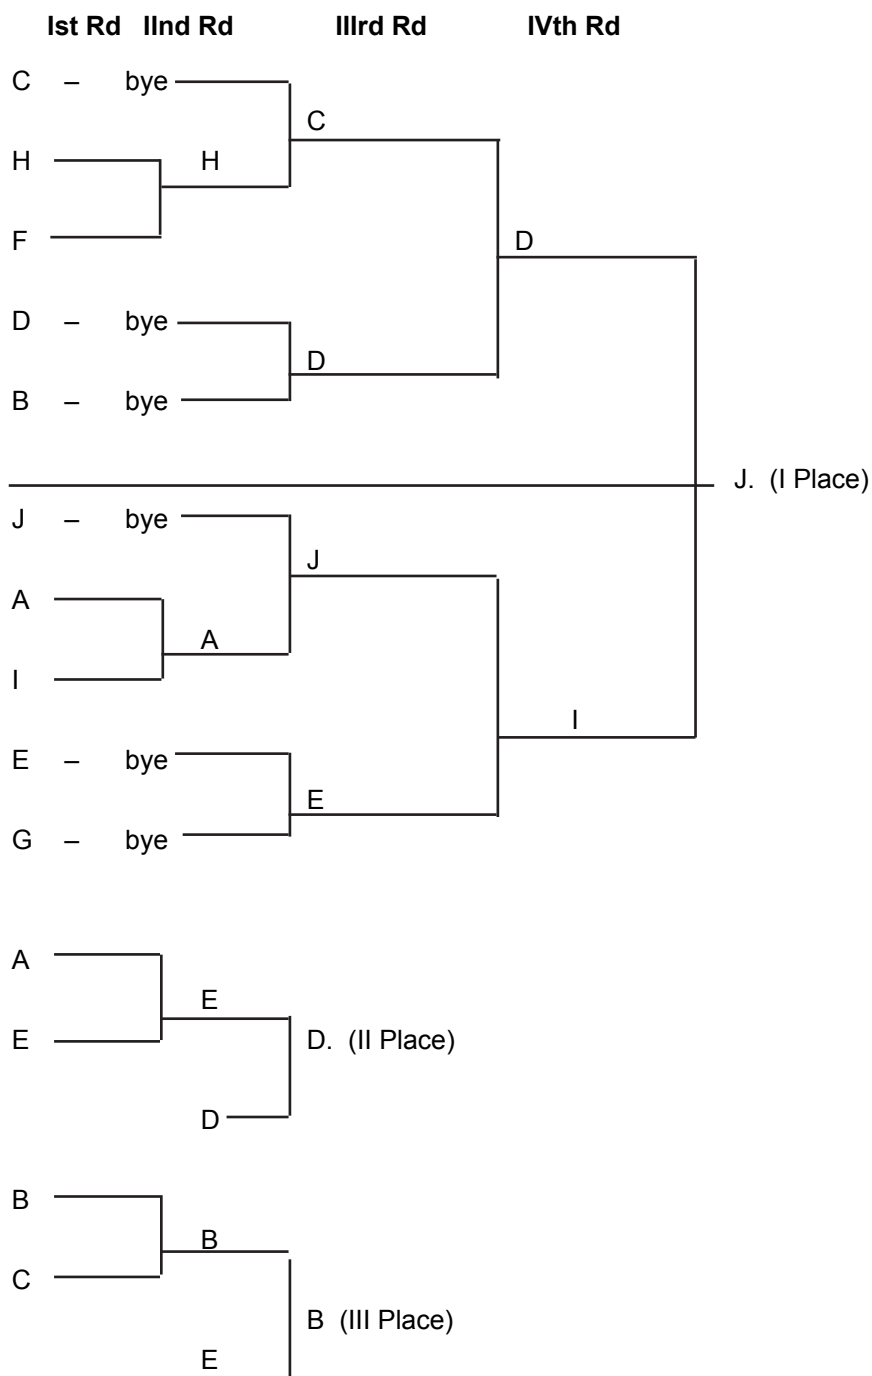 Ist Rd IInd Rd IIIrd Rd IVth Rd
C – bye
C
H H
F
D
D – bye
D
B – bye
J. (I Place)
J – bye
J
A
A
I
I
E – bye
E
G – bye
A
E
E D. (II Place)
D
B
B
C
B (III Place)
E